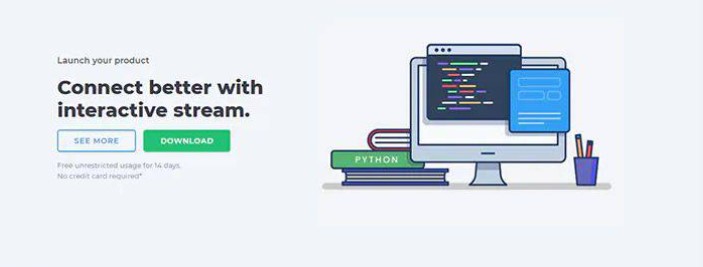 Launch your product
Connect better with
interactive stream.
SEE MORE
DOWNLOAD
Free unrestricted usage for 14 days.
No credit card required*
PYTHON